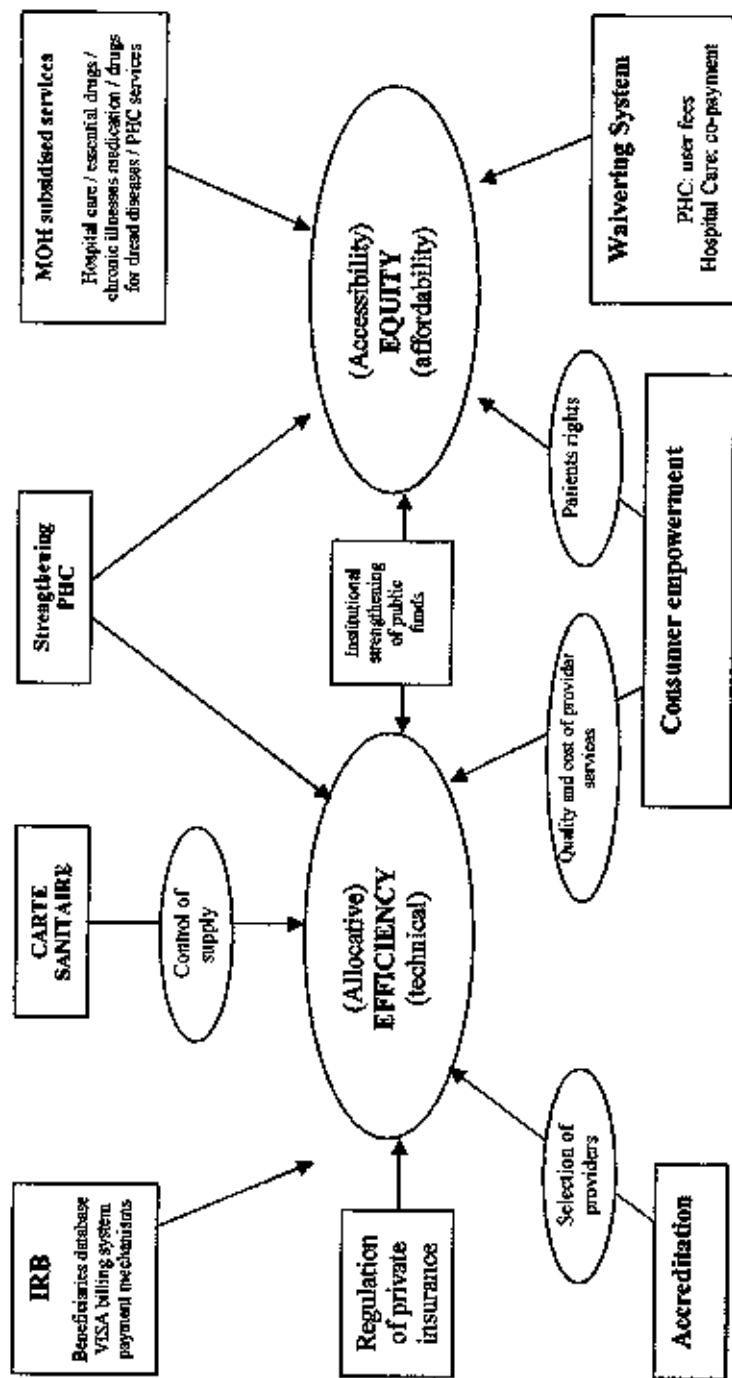 IRB
Beneficiaries database
VISA billing system
payment mechanisms
CARTE
SANITAIRE
Strengthening
PHC
MOH subsidised services
Hospital care / essential drugs /
chronic illnesses medication / drugs
for dread diseases / PHC services
Control of
supply
(Allocative)
EFFICIENCY
(technical)
Institutional
strengthening
of public
funds
(Accessibility)
EQUITY
(affordability)
Regulation
of private
insurance
Selection of
providers
Quality and cost of provider
services
Patients rights
Accreditation
Consumer empowerment
Waivering System
PHC: user fees
Hospital Care: co-payment